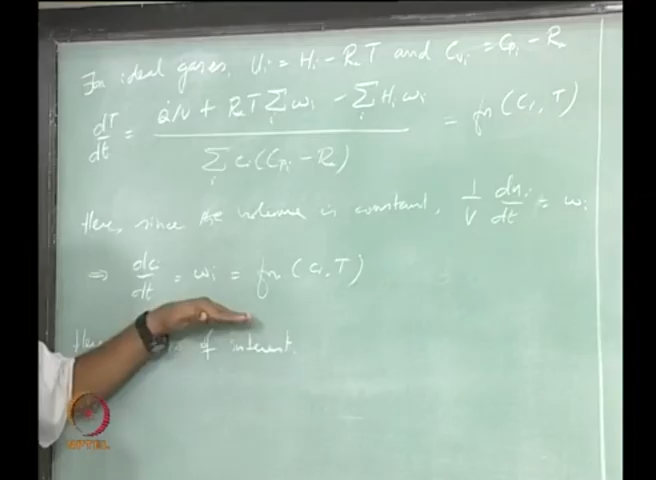 For ideal gases, Ui = Hi − Ru T and Cvi = Cpi − Ru
dT/dt = (Q̇/V + Ru T Σi ωi − Σi Hi ωi) / (Σi ci (Cpi − Ru)) = fn (Ci, T)
Here, since the volume is constant, 1/V dni/dt = ωi
⇒ dci/dt = ωi = fn (Ci, T)
of interest.
NPTEL